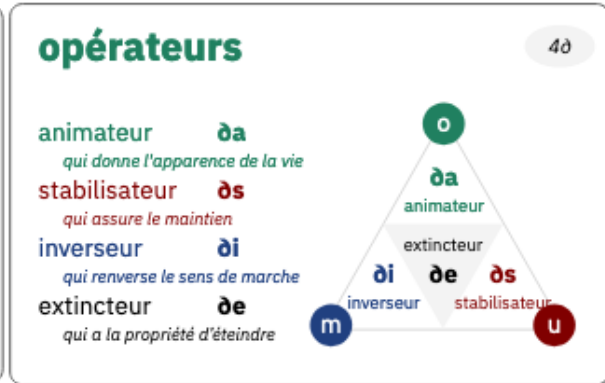 opérateurs
4∂
animateur ∂a
qui donne l'apparence de la vie
stabilisateur ∂s
qui assure le maintien
inverseur ∂i
qui renverse le sens de marche
extincteur ∂e
qui a la propriété d'éteindre
o
∂a
animateur
extincteur
∂i ∂e ∂s
inverseur stabilisateur
m u